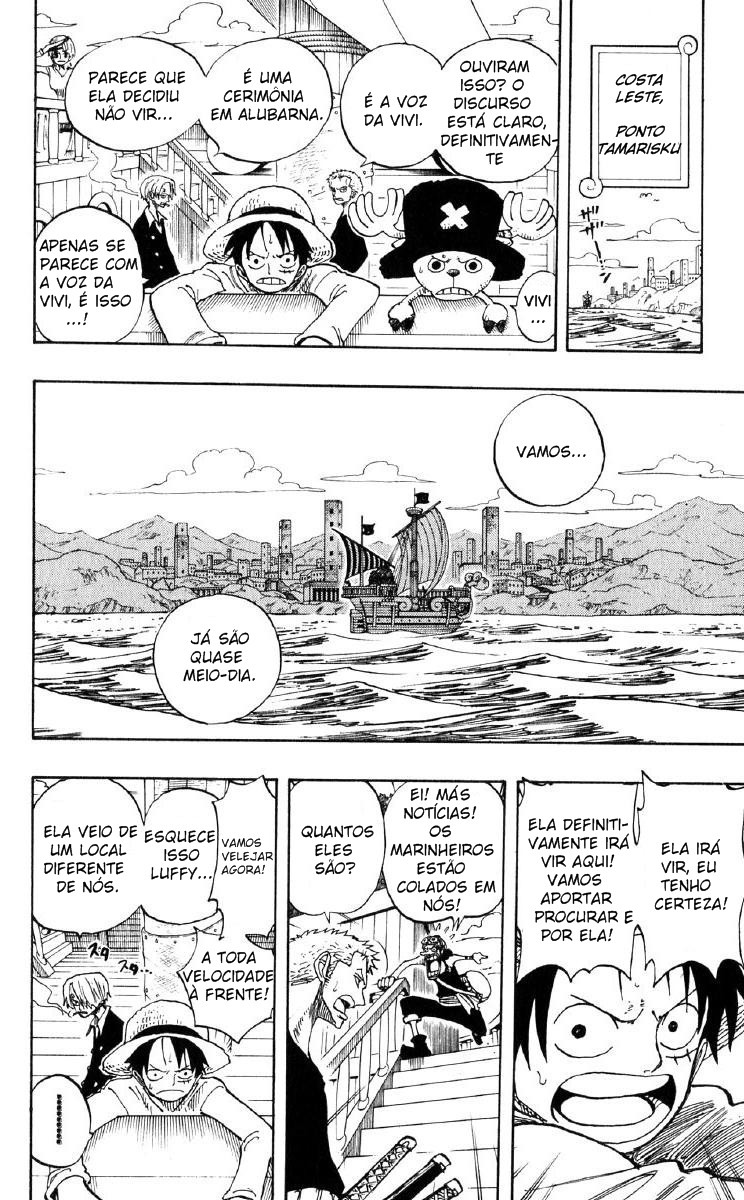 COSTA
LESTE,
PONTO
TAMARISKU
OUVIRAM
ISSO? O
DISCURSO
ESTÁ CLARO,
DEFINITIVAMEN-
TE
É A VOZ
DA VIVI.
É UMA
CERIMÔNIA
EM ALUBARNA.
PARECE QUE
ELA DECIDIU
NÃO VIR...
VIVI
...
APENAS SE
PARECE COM
A VOZ DA
VIVI, É ISSO
...!
VAMOS...
JÁ SÃO
QUASE
MEIO-DIA.
ELA IRÁ
VIR, EU
TENHO
CERTEZA!
ELA DEFINITI-
VAMENTE IRÁ
VIR AQUI!
VAMOS
APORTAR
PROCURAR E
POR ELA!
EI! MÁS
NOTÍCIAS!
OS
MARINHEIROS
ESTÃO
COLADOS EM
NÓS!
QUANTOS
ELES
SÃO?
VAMOS
VELEJAR
AGORA!
ESQUECE
ISSO
LUFFY...
ELA VEIO DE
UM LOCAL
DIFERENTE
DE NÓS.
A TODA
VELOCIDADE
À FRENTE!